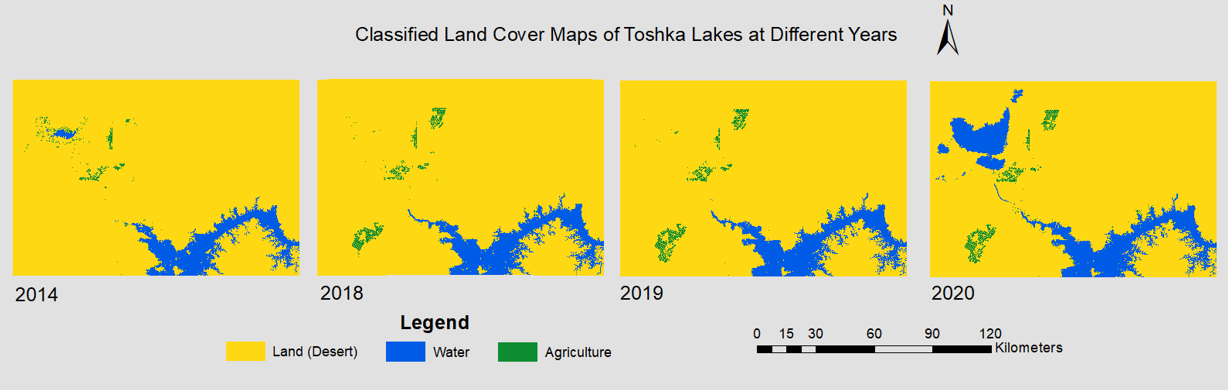 N
Classified Land Cover Maps of Toshka Lakes at Different Years
2014
2018
2019
2020
Legend
Land (Desert)
Water
Agriculture
0 15 30 60 90 120
Kilometers